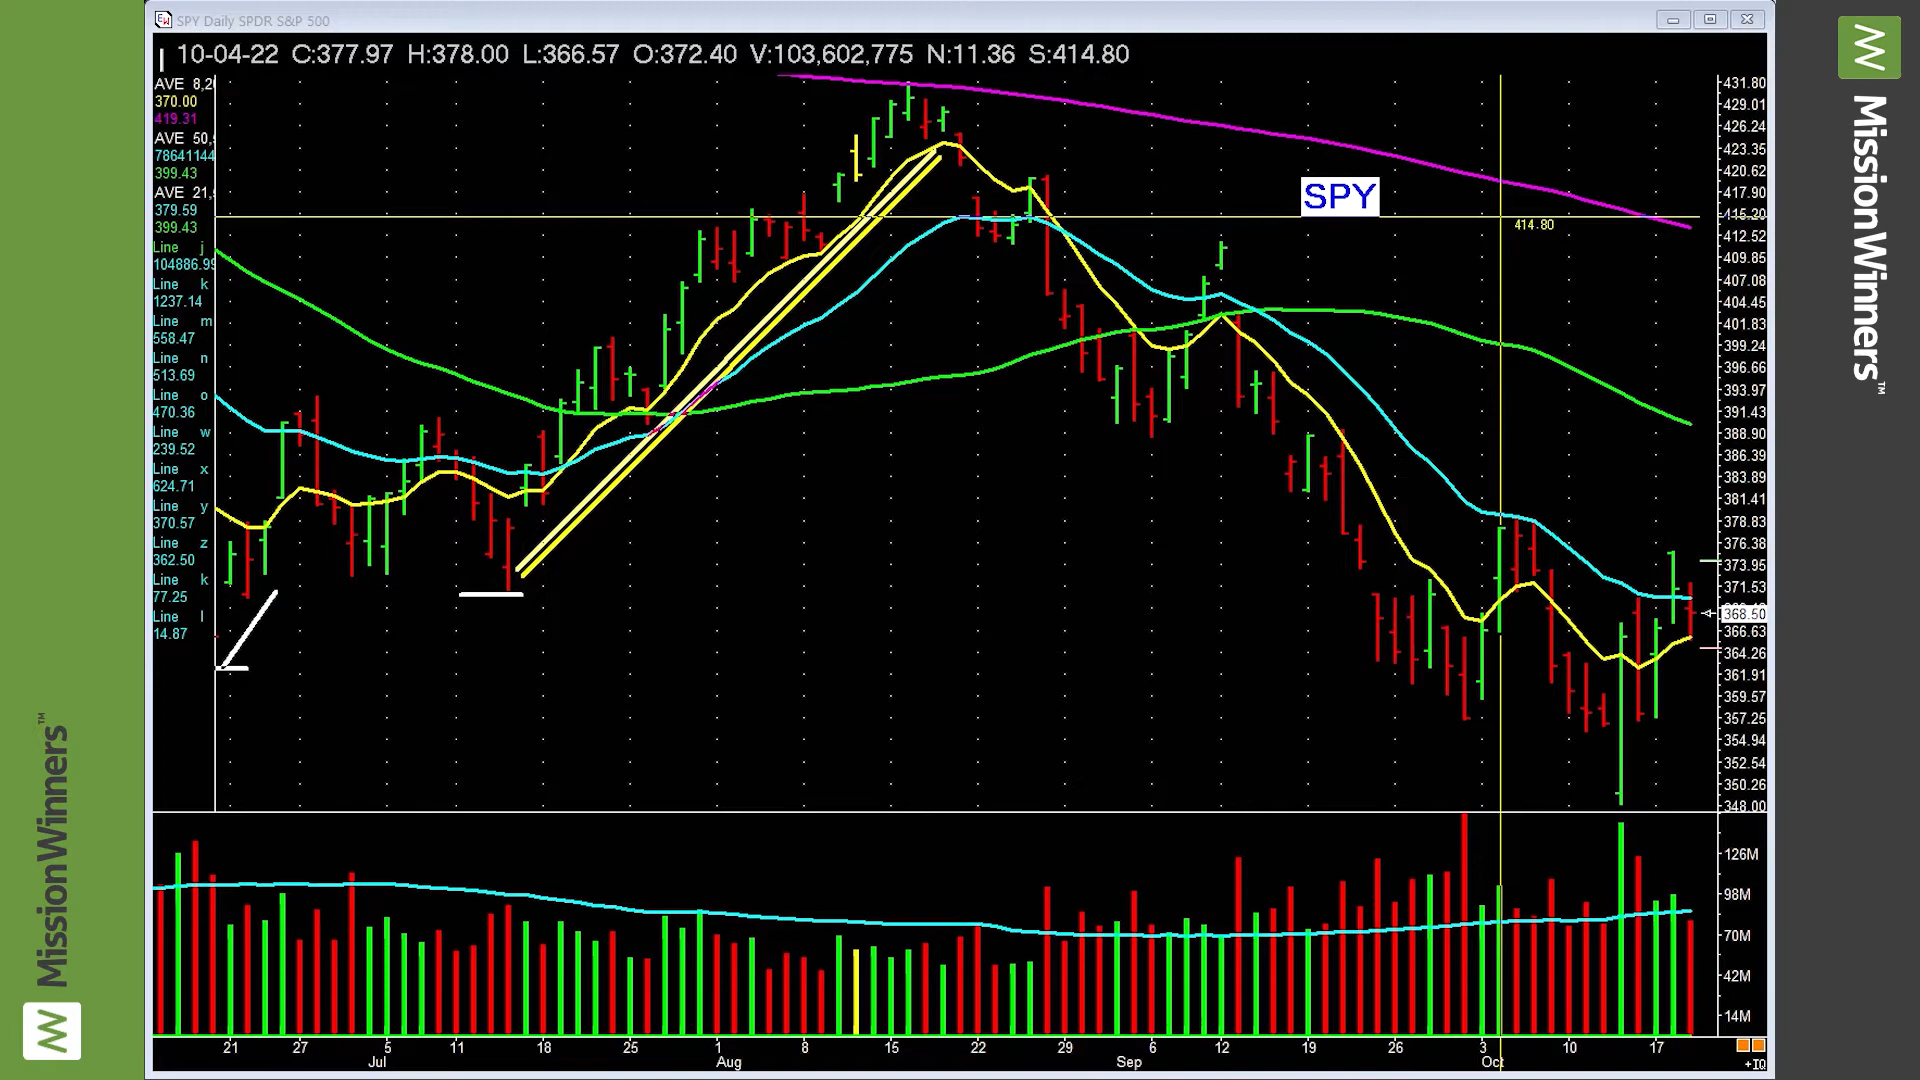 SPY Daily SPDR S&P 500
10-04-22 C:377.97 H:378.00 L:366.57 O:372.40 V:103,602,775 N:11.36 S:414.80
AVE 8,2
370.00
419.31
AVE 50,
78641144
399.43
AVE 21,
379.59
399.43
Line j
104886.99
Line k
1237.14
Line m
558.47
Line n
513.69
Line o
470.36
Line w
239.52
Line x
624.71
Line y
370.57
Line z
362.50
Line k
77.25
Line l
14.87
SPY
414.80
431.80
429.01
426.24
423.35
420.62
417.90
415.20
412.52
409.85
407.08
404.45
401.83
399.24
396.66
393.97
391.43
388.90
386.39
383.89
381.41
378.83
376.38
373.95
371.53
368.50
366.63
364.26
361.91
359.57
357.25
354.94
352.54
350.26
348.00
126M
98M
70M
42M
14M
21 27 5 11 18 25 1 8 15 22 29 6 12 19 26 3 10 17
Jul Aug Sep Oct
+IQ
MissionWinners™
MissionWinners™